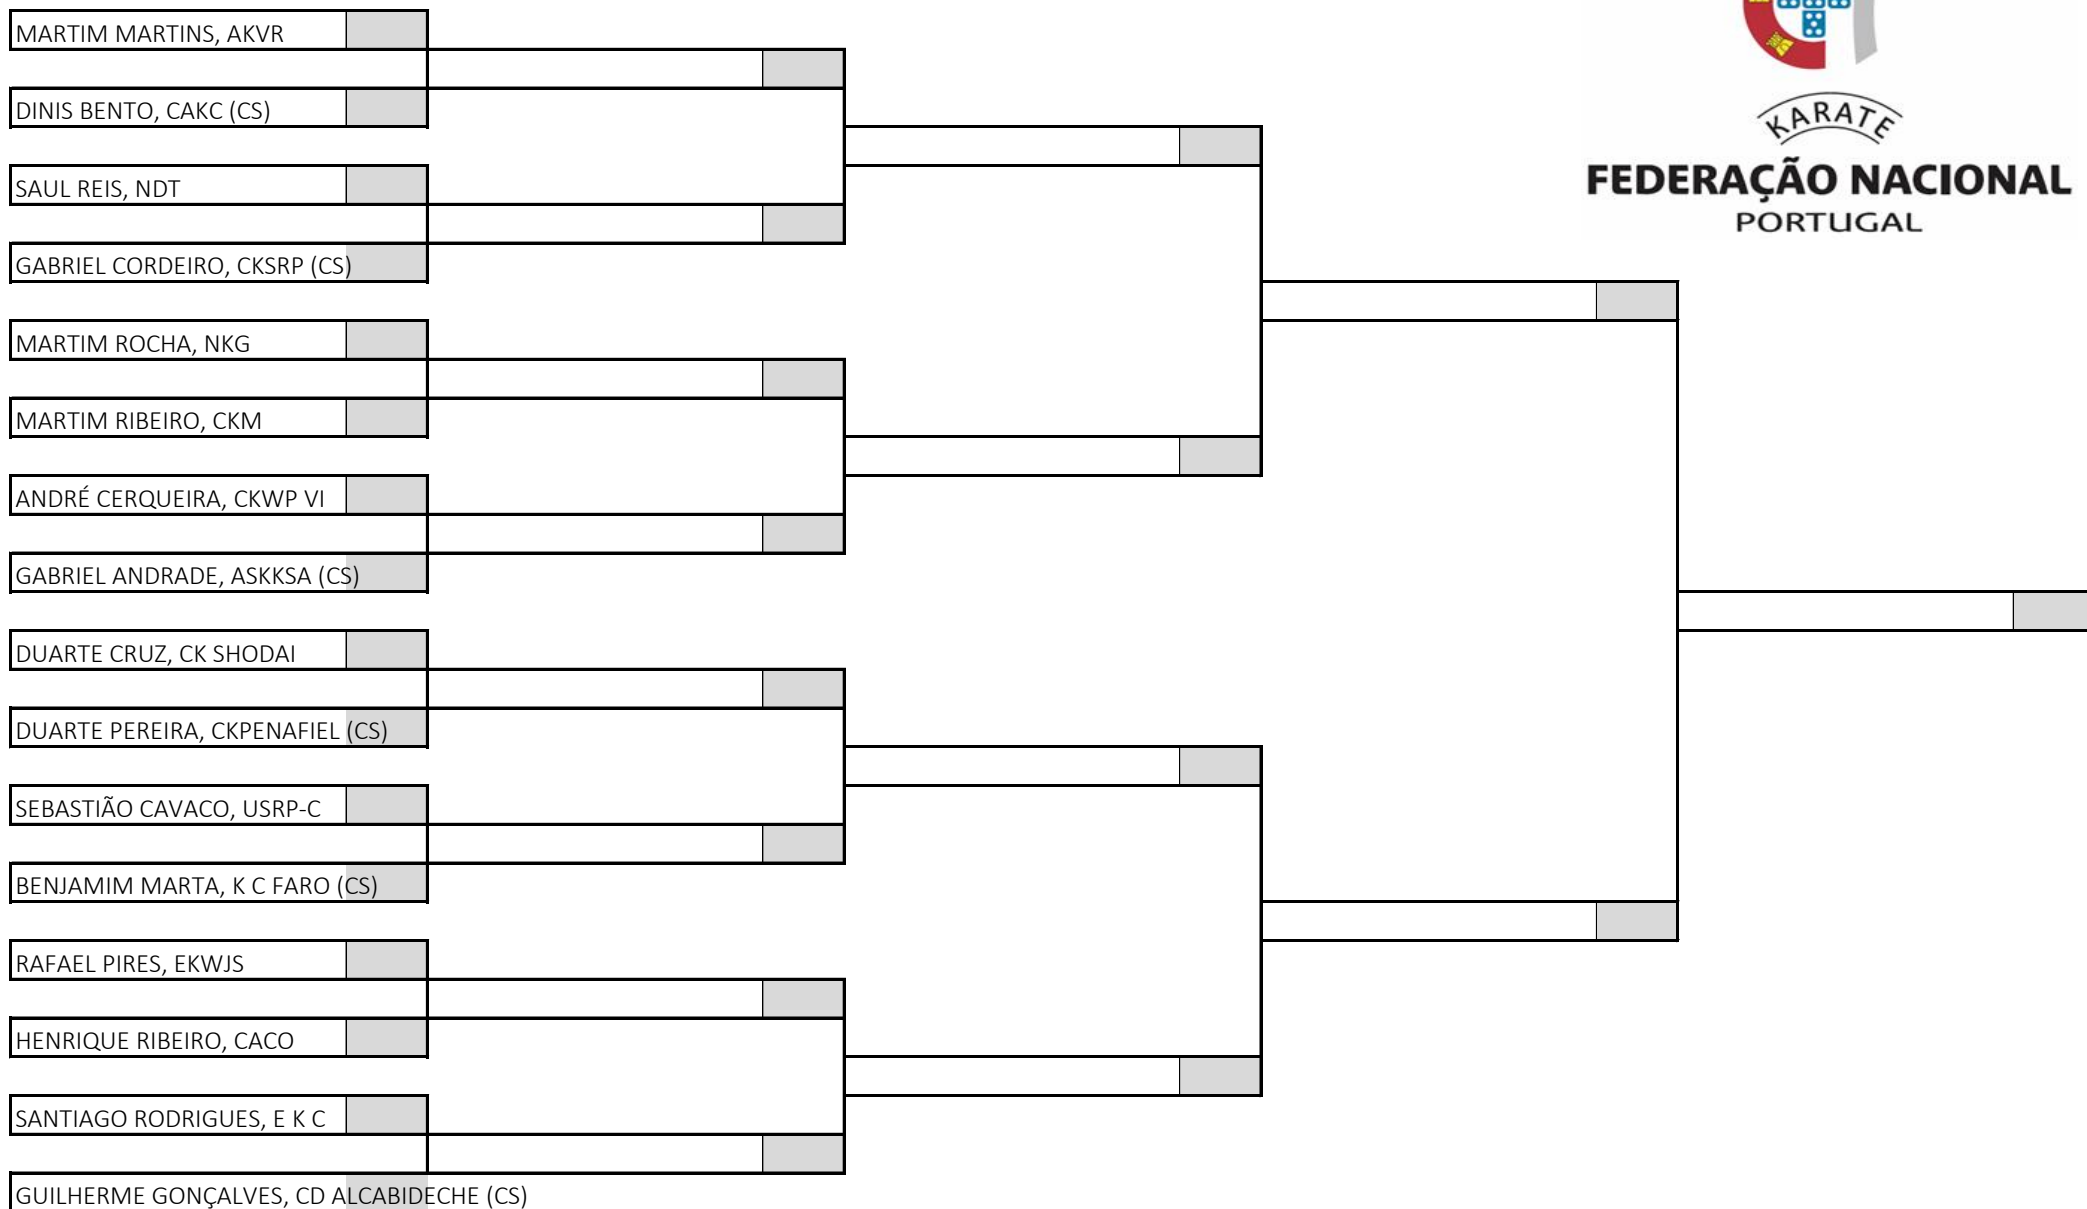 MARTIM MARTINS, AKVR
DINIS BENTO, CAKC (CS)
SAUL REIS, NDT
GABRIEL CORDEIRO, CKSRP (CS)
MARTIM ROCHA, NKG
MARTIM RIBEIRO, CKM
ANDRÉ CERQUEIRA, CKWP VI
GABRIEL ANDRADE, ASKKSA (CS)
DUARTE CRUZ, CK SHODAI
DUARTE PEREIRA, CKPENAFIEL (CS)
SEBASTIÃO CAVACO, USRP-C
BENJAMIM MARTA, K C FARO (CS)
RAFAEL PIRES, EKWJS
HENRIQUE RIBEIRO, CACO
SANTIAGO RODRIGUES, E K C
GUILHERME GONÇALVES, CD ALCABIDECHE (CS)
KARATE
FEDERAÇÃO NACIONAL
PORTUGAL